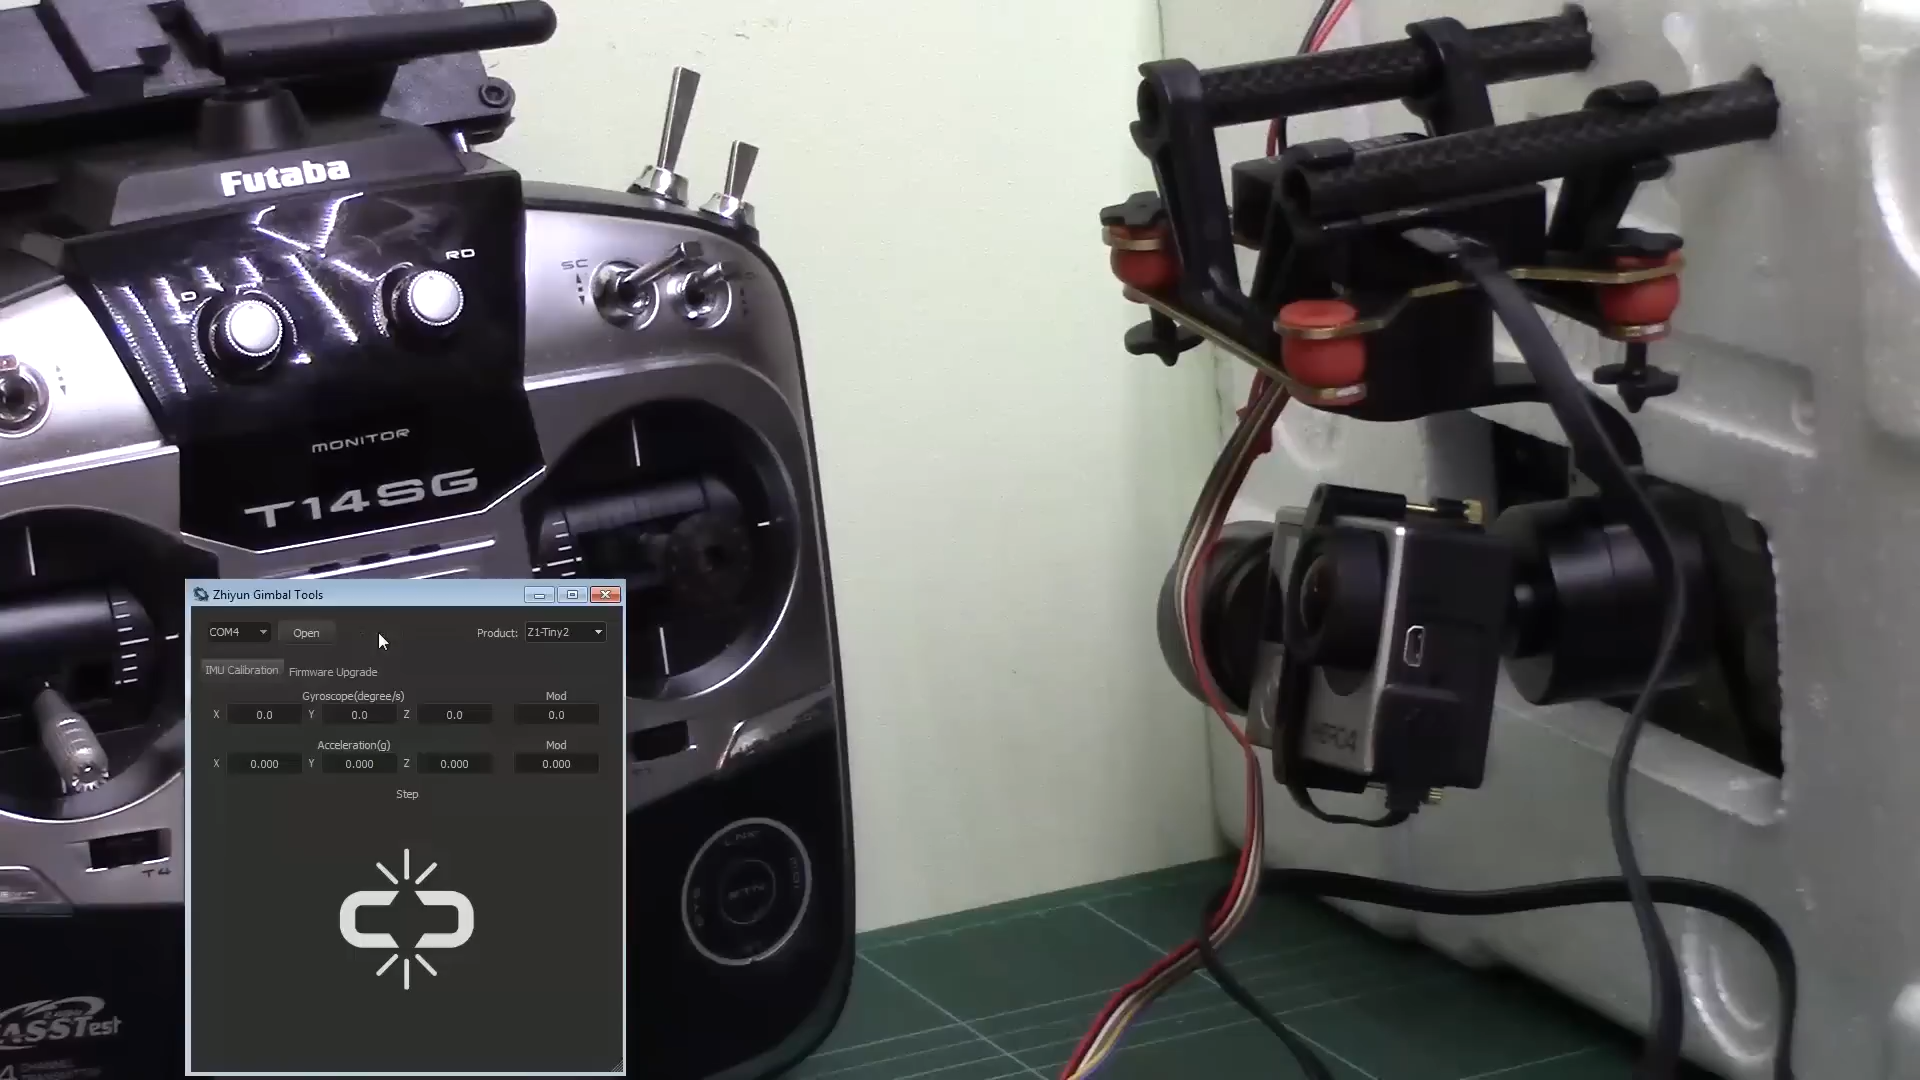 Futaba
RD
SC
MONITOR
T14SG
Zhiyun Gimbal Tools
COM4
Open
Product:
Z1-Tiny2
IMU Calibration
Firmware Upgrade
Gyroscope(degree/s)
Mod
X 0.0 Y 0.0 Z 0.0 0.0
Acceleration(g)
Mod
X 0.000 Y 0.000 Z 0.000 0.000
Step
HERO4
T4